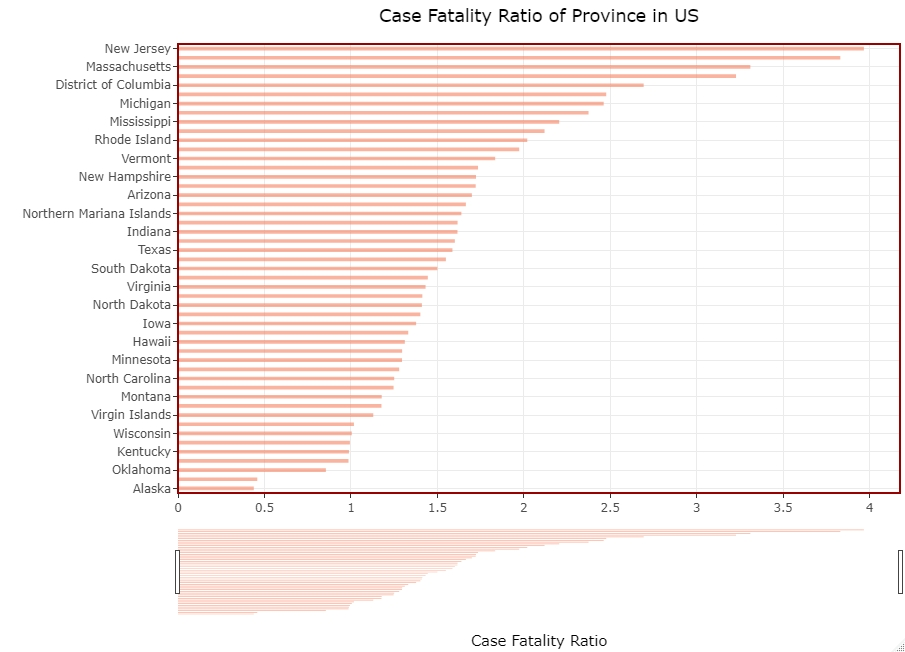 Case Fatality Ratio of Province in US
New Jersey
Massachusetts
District of Columbia
Michigan
Mississippi
Rhode Island
Vermont
New Hampshire
Arizona
Northern Mariana Islands
Indiana
Texas
South Dakota
Virginia
North Dakota
Iowa
Hawaii
Minnesota
North Carolina
Montana
Virgin Islands
Wisconsin
Kentucky
Oklahoma
Alaska
0 0.5 1 1.5 2 2.5 3 3.5 4
Case Fatality Ratio